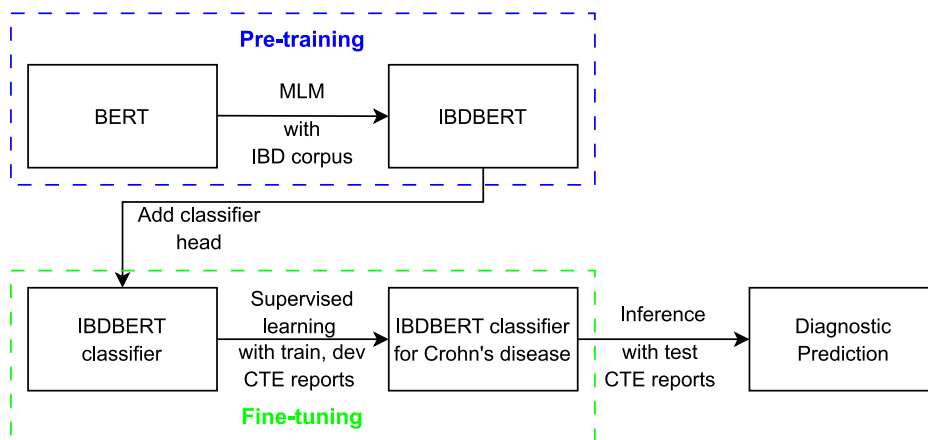 Pre-training
BERT
MLM
with
IBD corpus
IBDBERT
Add classifier
head
IBDBERT
classifier
Supervised
learning
with train, dev
CTE reports
IBDBERT classifier
for Crohn's disease
Inference
with test
CTE reports
Diagnostic
Prediction
Fine-tuning